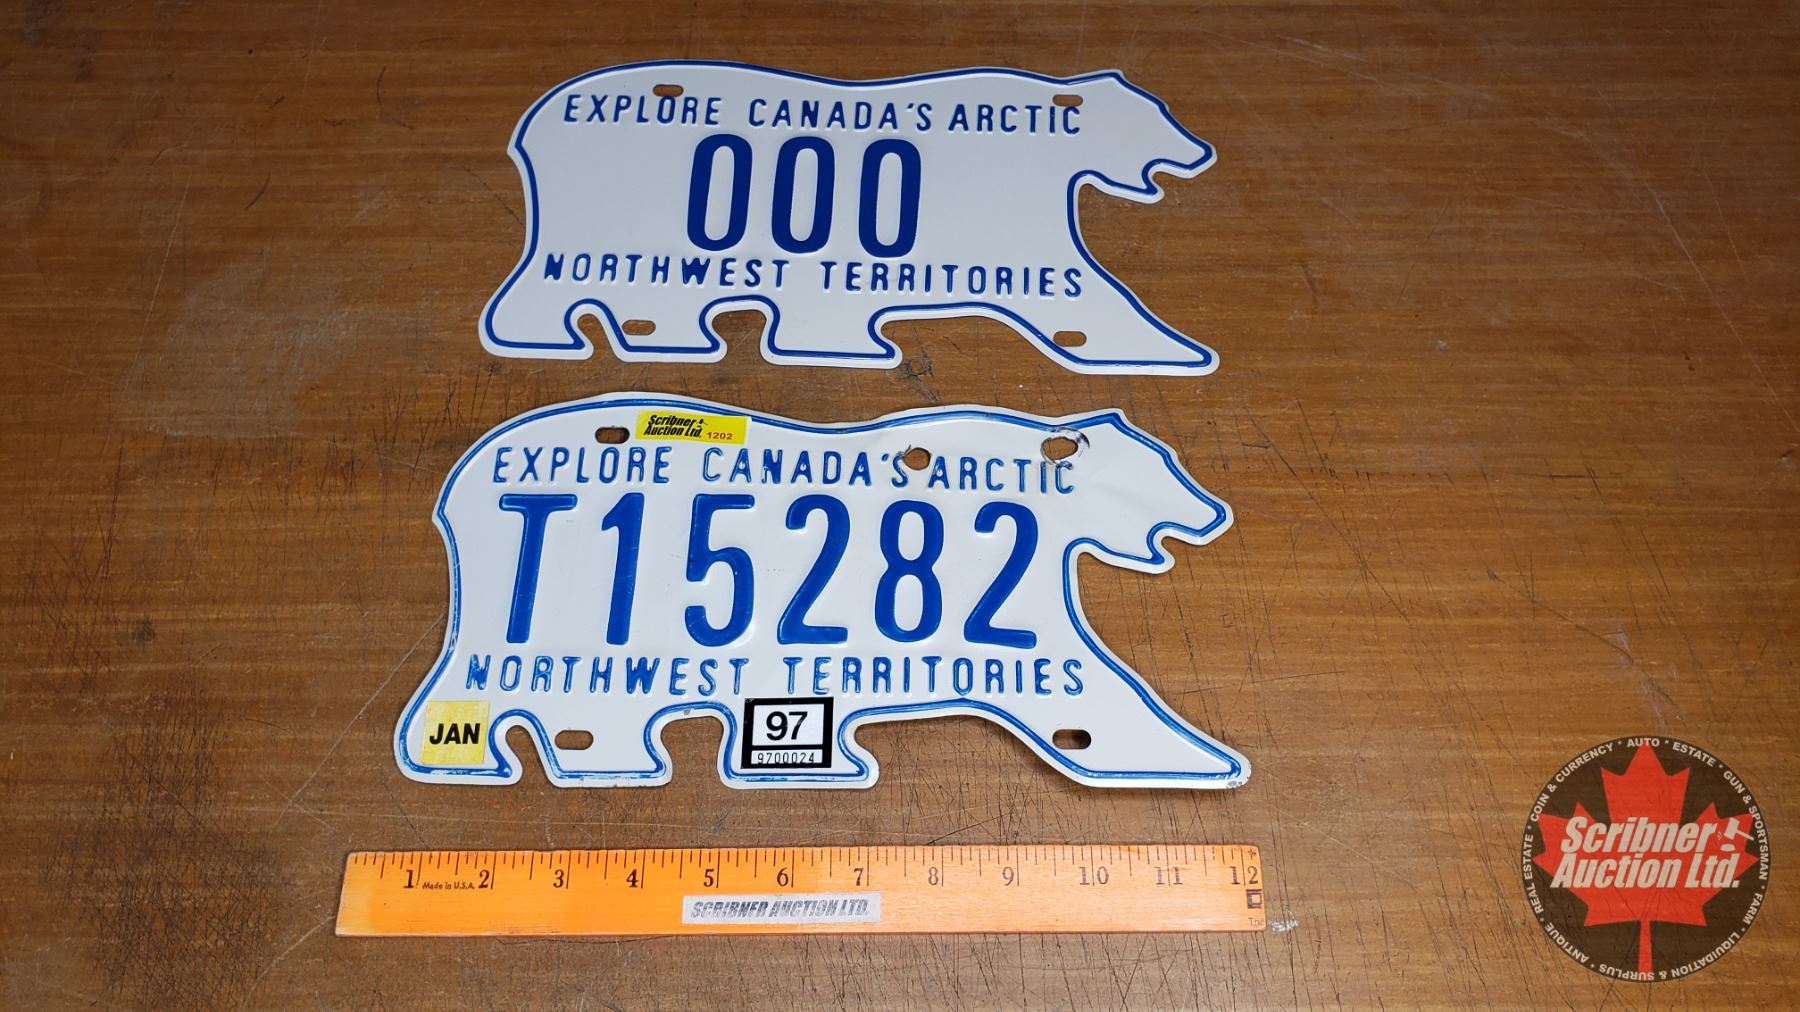 EXPLORE CANADA'S ARCTIC
000
NORTHWEST TERRITORIES
Scribner
Auction Ltd. 1202
EXPLORE CANADA'S ARCTIC
T15282
NORTHWEST TERRITORIES
JAN
97
9700024
1 Made in U.S.A. 2 3 4 5 6 7 8 9 10 11 12
SCRIBNER AUCTION LTD.
COIN & CURRENCY * AUTO * ESTATE * GUN & SPORTSMAN * FARM * LIQUIDATION & SURPLUS * ANTIQUE * REAL ESTATE *
Scribner
Auction Ltd.